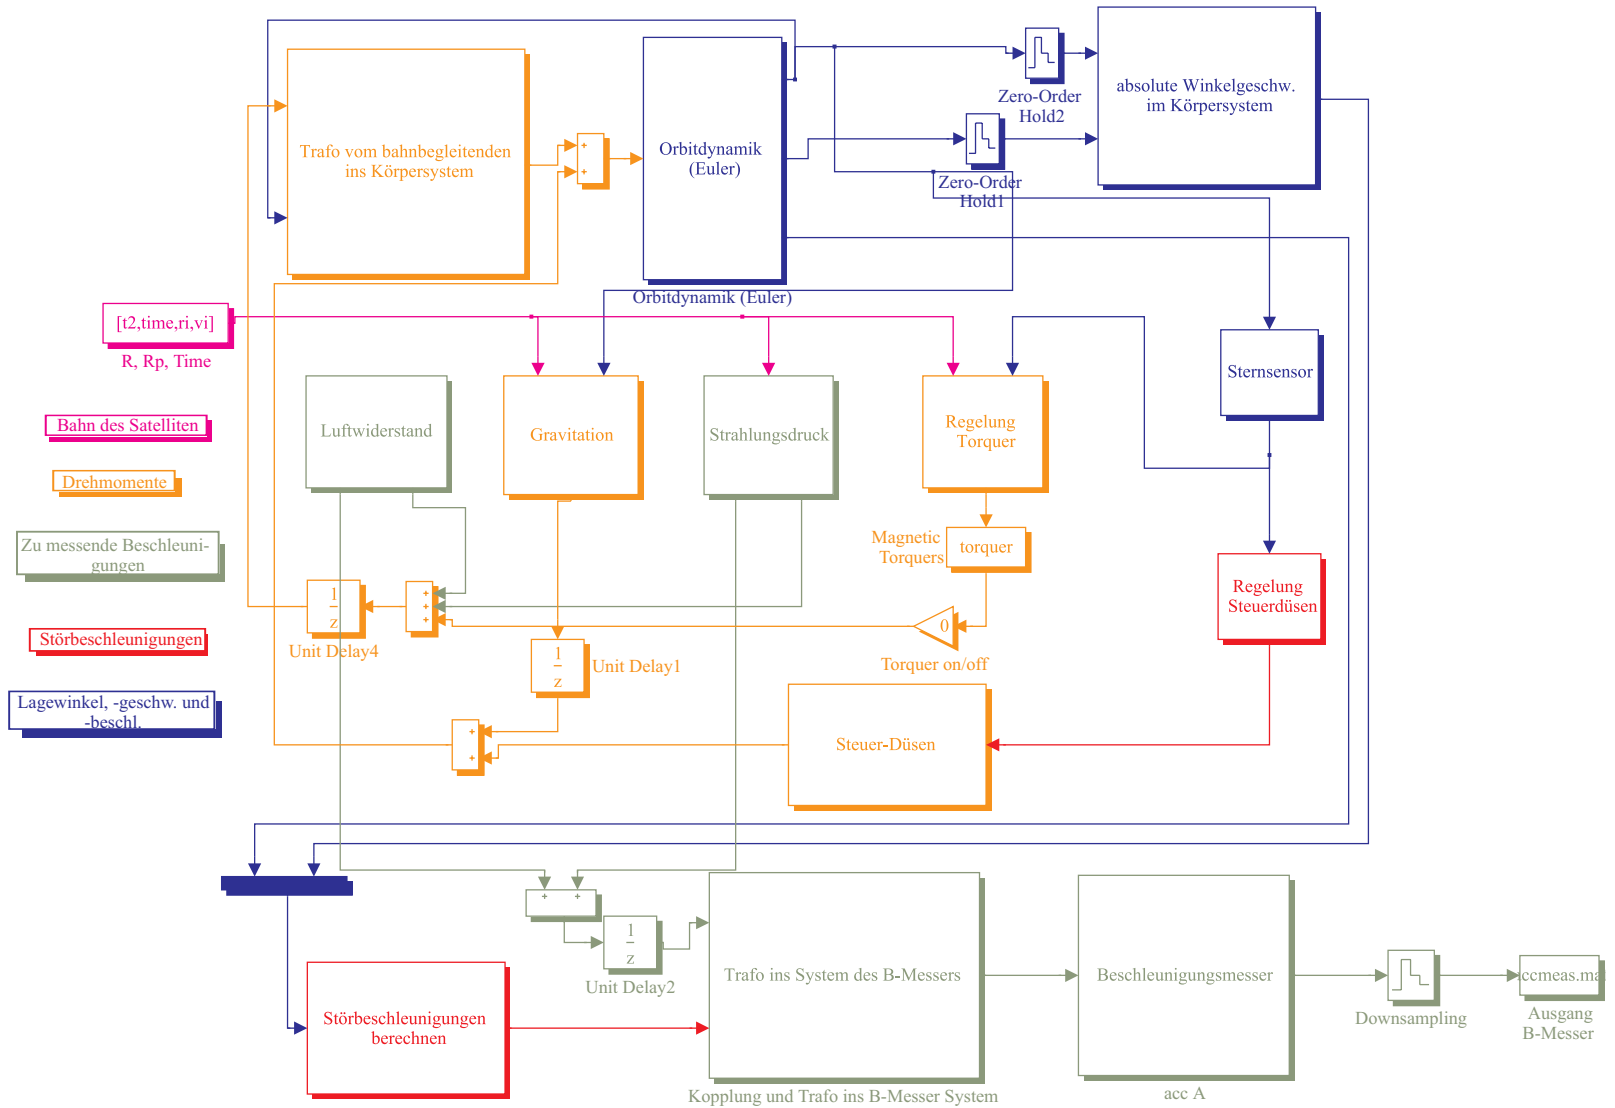 absolute Winkelgeschw.
im Körpersystem
Zero-Order
Hold2
Trafo vom bahnbegleitenden
ins Körpersystem
+
+
Orbitdynamik
(Euler)
Zero-Order
Hold1
Orbitdynamik (Euler)
[t2,time,ri,vi]
R, Rp, Time
Sternsensor
Bahn des Satelliten
Luftwiderstand
Gravitation
Strahlungsdruck
Regelung
Torquer
Drehmomente
Zu messende Beschleuni-
gungen
Magnetic
Torquers
torquer
Regelung
Steuerdüsen
1
z
Unit Delay4
+
+
+
0
Torquer on/off
Störbeschleunigungen
1
z
Unit Delay1
Lagewinkel, -geschw. und
-beschl.
+
+
Steuer-Düsen
+ +
1
z
Unit Delay2
Trafo ins System des B-Messers
Kopplung und Trafo ins B-Messer System
Beschleunigungsmesser
acc A
Downsampling
ccmeas.ma
Ausgang
B-Messer
Störbeschleunigungen
berechnen